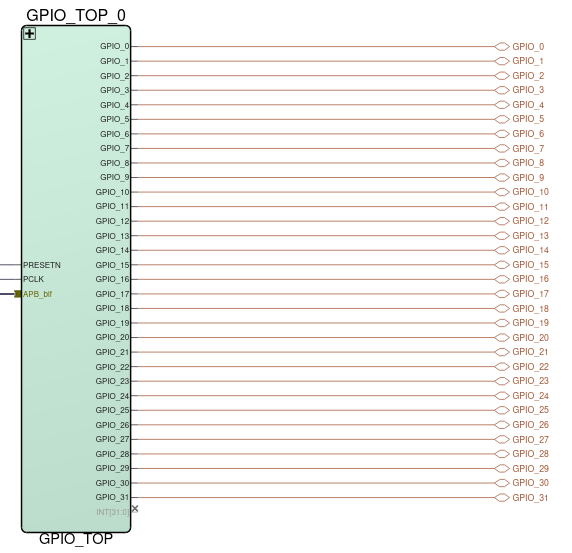 GPIO_TOP_0
GPIO_0 GPIO_0
GPIO_1 GPIO_1
GPIO_2 GPIO_2
GPIO_3 GPIO_3
GPIO_4 GPIO_4
GPIO_5 GPIO_5
GPIO_6 GPIO_6
GPIO_7 GPIO_7
GPIO_8 GPIO_8
GPIO_9 GPIO_9
GPIO_10 GPIO_10
GPIO_11 GPIO_11
GPIO_12 GPIO_12
GPIO_13 GPIO_13
GPIO_14 GPIO_14
PRESETN GPIO_15 GPIO_15
PCLK GPIO_16 GPIO_16
APB_bif GPIO_17 GPIO_17
GPIO_18 GPIO_18
GPIO_19 GPIO_19
GPIO_20 GPIO_20
GPIO_21 GPIO_21
GPIO_22 GPIO_22
GPIO_23 GPIO_23
GPIO_24 GPIO_24
GPIO_25 GPIO_25
GPIO_26 GPIO_26
GPIO_27 GPIO_27
GPIO_28 GPIO_28
GPIO_29 GPIO_29
GPIO_30 GPIO_30
GPIO_31 GPIO_31
INT[31:0]
GPIO_TOP